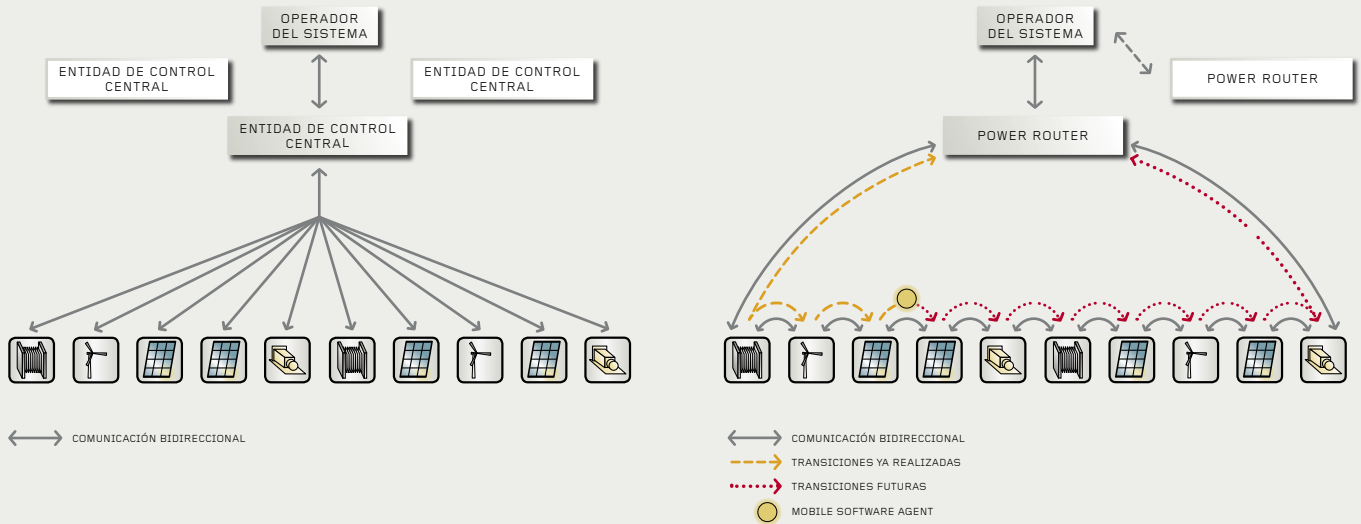 OPERADOR
DEL SISTEMA
ENTIDAD DE CONTROL
CENTRAL
ENTIDAD DE CONTROL
CENTRAL
ENTIDAD DE CONTROL
CENTRAL
COMUNICACIÓN BIDIRECCIONAL
OPERADOR
DEL SISTEMA
POWER ROUTER
POWER ROUTER
COMUNICACIÓN BIDIRECCIONAL
TRANSICIONES YA REALIZADAS
TRANSICIONES FUTURAS
MOBILE SOFTWARE AGENT